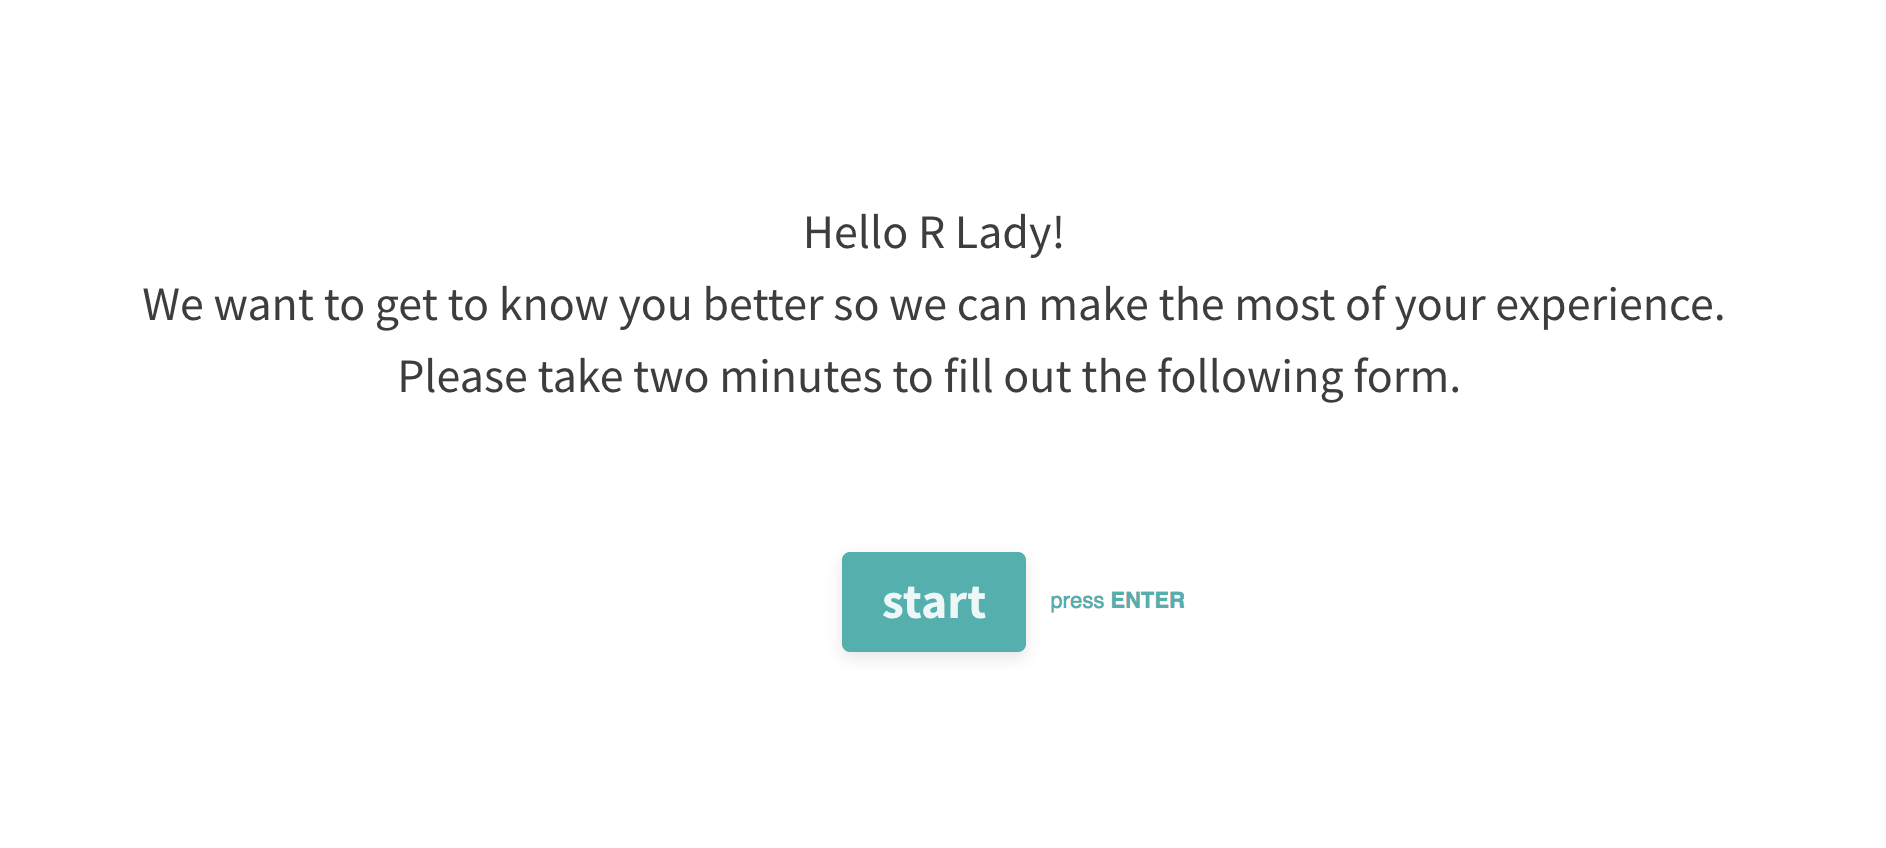 Hello R Lady!
We want to get to know you better so we can make the most of your experience.
Please take two minutes to fill out the following form.
start
press ENTER